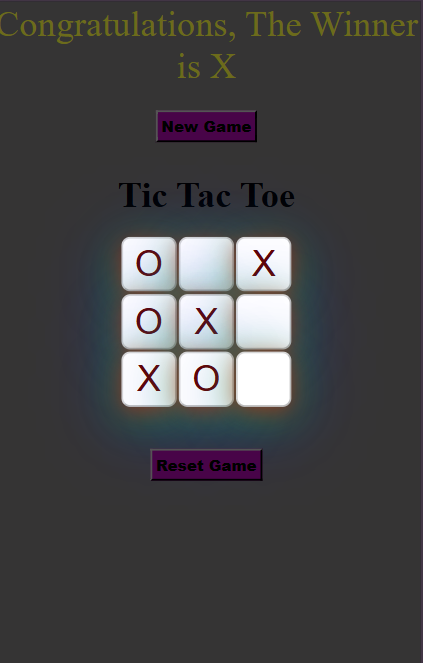 Congratulations, The Winner
is X
New Game
Tic Tac Toe
O X
O X
X O
Reset Game